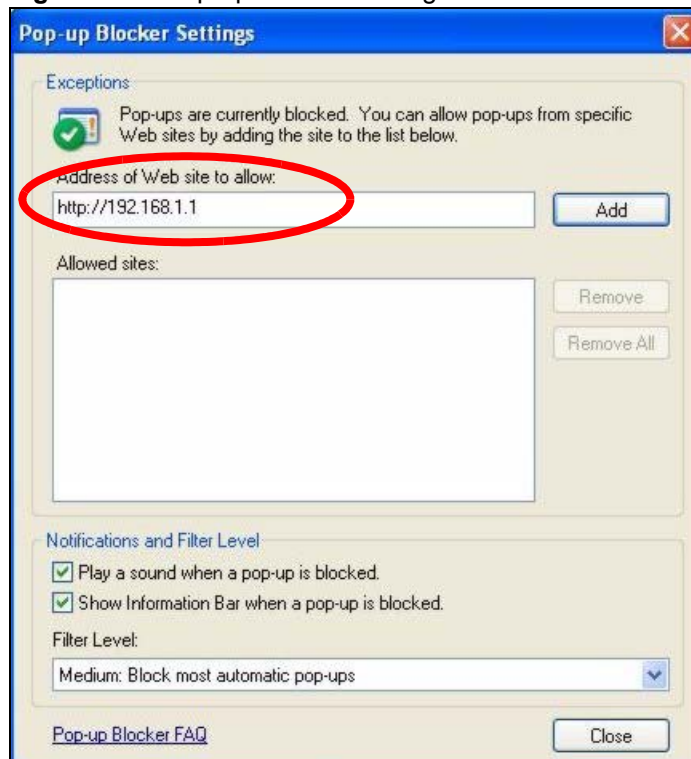 Pop-up Blocker Settings
Exceptions
Pop-ups are currently blocked. You can allow pop-ups from specific
Web sites by adding the site to the list below.
Address of Web site to allow:
http://192.168.1.1
Add
Allowed sites:
Remove
Remove All
Notifications and Filter Level
Play a sound when a pop-up is blocked.
Show Information Bar when a pop-up is blocked.
Filter Level:
Medium: Block most automatic pop-ups
Pop-up Blocker FAQ
Close